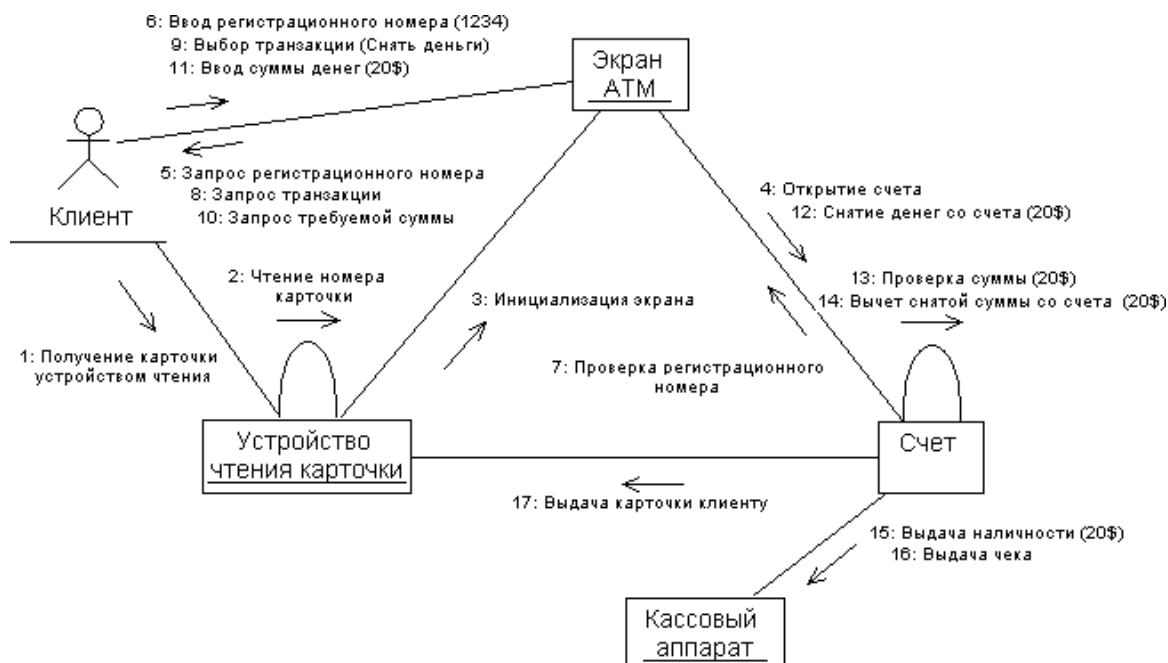 6: Ввод регистрационного номера (1234)
9: Выбор транзакции (Снять деньги)
11: Ввод суммы денег (20$)
Экран
АТМ
5: Запрос регистрационного номера
8: Запрос транзакции
10: Запрос требуемой суммы
Клиент
4: Открытие счета
12: Снятие денег со счета (20$)
2: Чтение номера
карточки
3: Инициализация экрана
13: Проверка суммы (20$)
14: Вычет снятой суммы со счета (20$)
1: Получение карточки
устройством чтения
7: Проверка регистрационного
номера
Устройство
чтения карточки
Счет
17: Выдача карточки клиенту
15: Выдача наличности (20$)
16: Выдача чека
Кассовый
аппарат